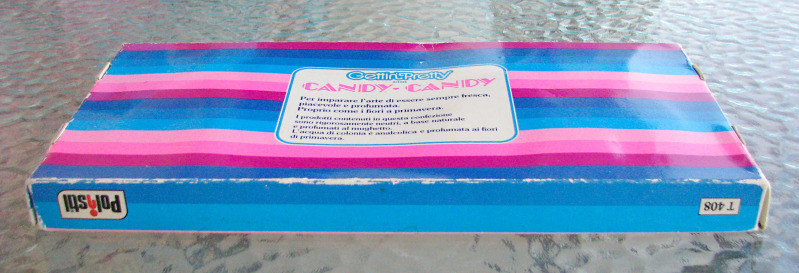 Gettin' Pretty
con
CANDY-CANDY
Per imparare l'arte di essere sempre fresca,
piacevole e profumata.
Proprio come i fiori a primavera.
I prodotti contenuti in questa confezione
sono rigorosamente neutri, a base naturale
e profumati al mughetto.
L'acqua di colonia è analcolica e profumata ai fiori
di primavera.
Polistil
T 408